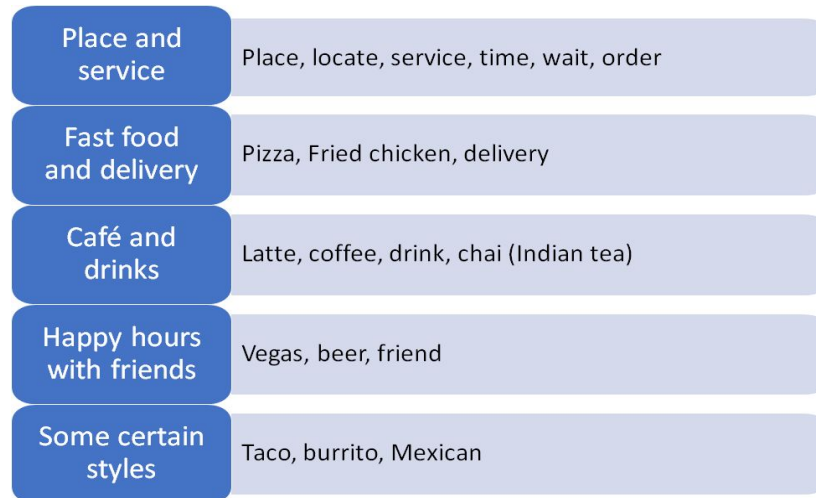 Place and
service
Place, locate, service, time, wait, order
Fast food
and delivery
Pizza, Fried chicken, delivery
Café and
drinks
Latte, coffee, drink, chai (Indian tea)
Happy hours
with friends
Vegas, beer, friend
Some certain
styles
Taco, burrito, Mexican